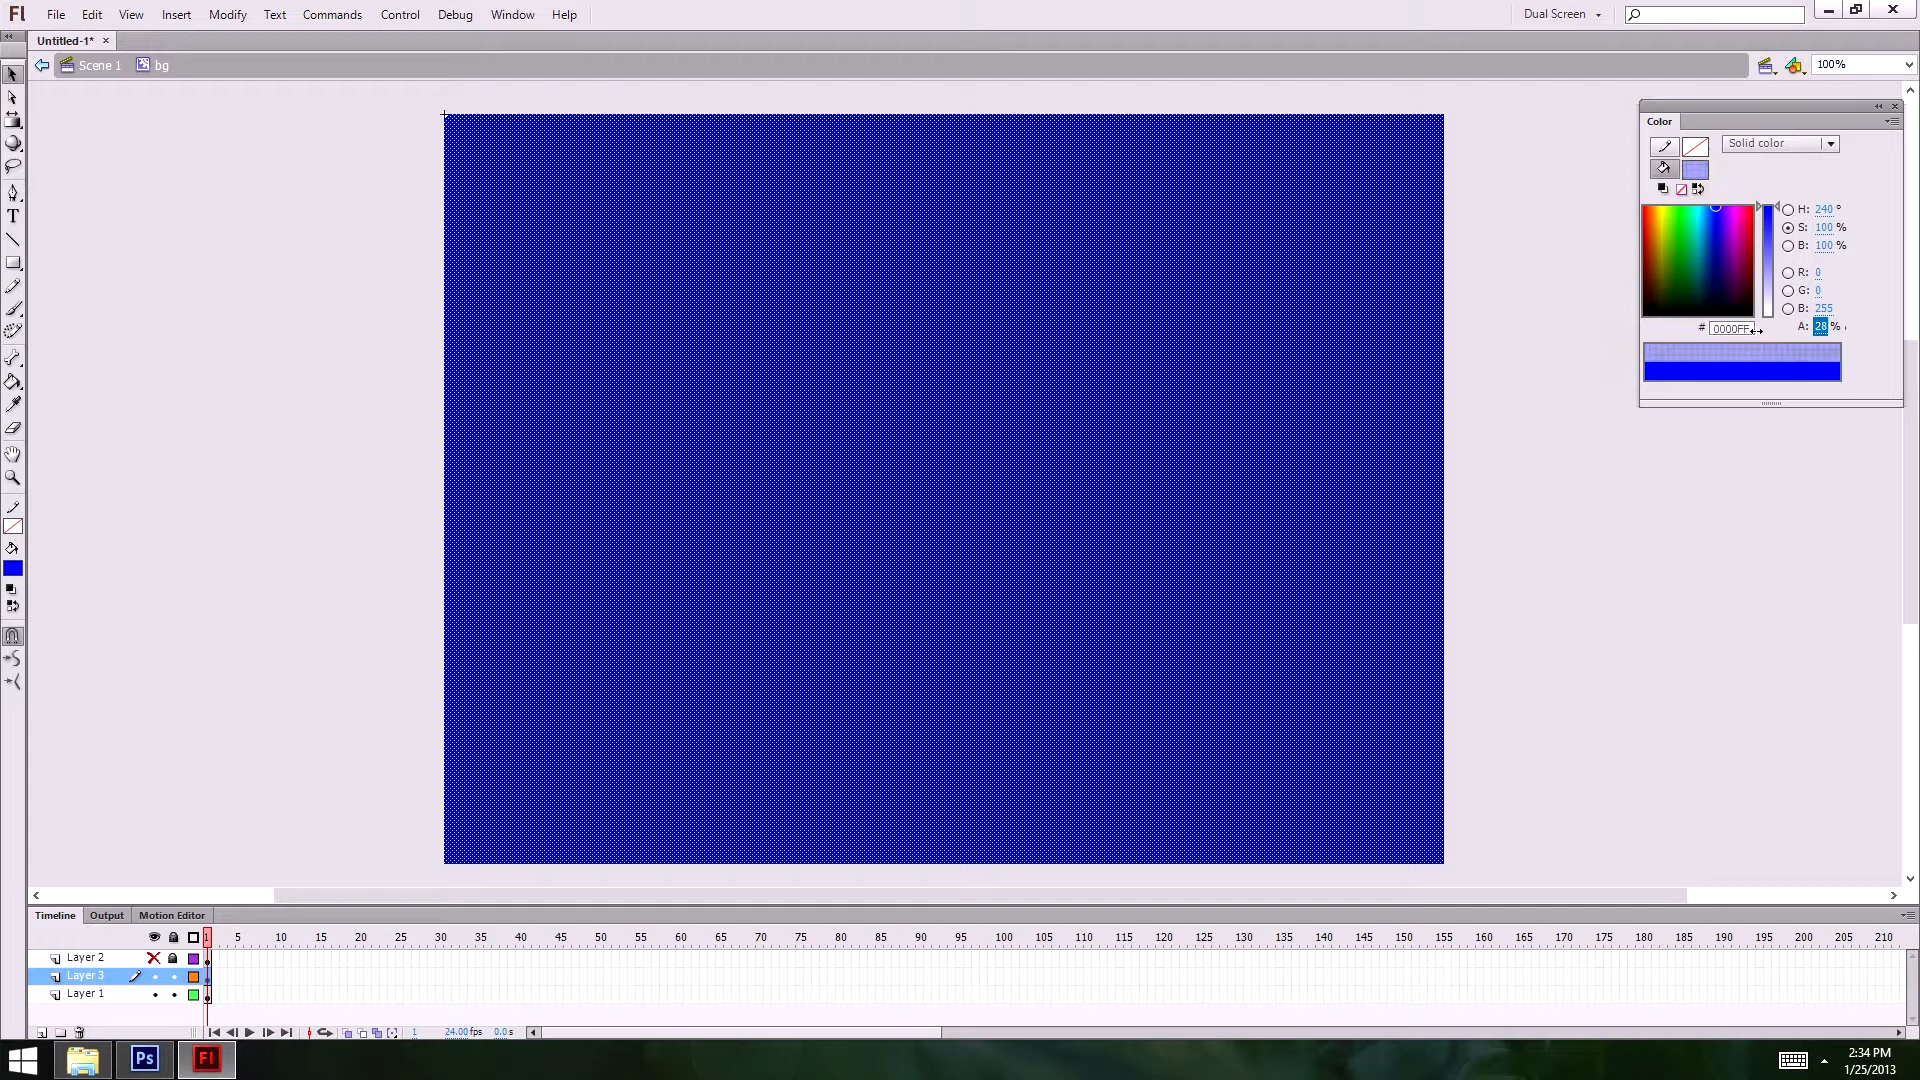 Fl File Edit View Insert Modify Text Commands Control Debug Window Help Dual Screen
Untitled-1*
Scene 1 bg 100%
Color
Solid color
H: 240 °
S: 100 %
B: 100 %
R: 0
G: 0
B: 255
# 0000FF A: 28 %
T
Timeline Output Motion Editor
1 5 10 15 20 25 30 35 40 45 50 55 60 65 70 75 80 85 90 95 100 105 110 115 120 125 130 135 140 145 150 155 160 165 170 175 180 185 190 195 200 205 210
Layer 2
Layer 3
Layer 1
1 24.00 fps 0.0 s
Ps Fl
2:34 PM
1/25/2013